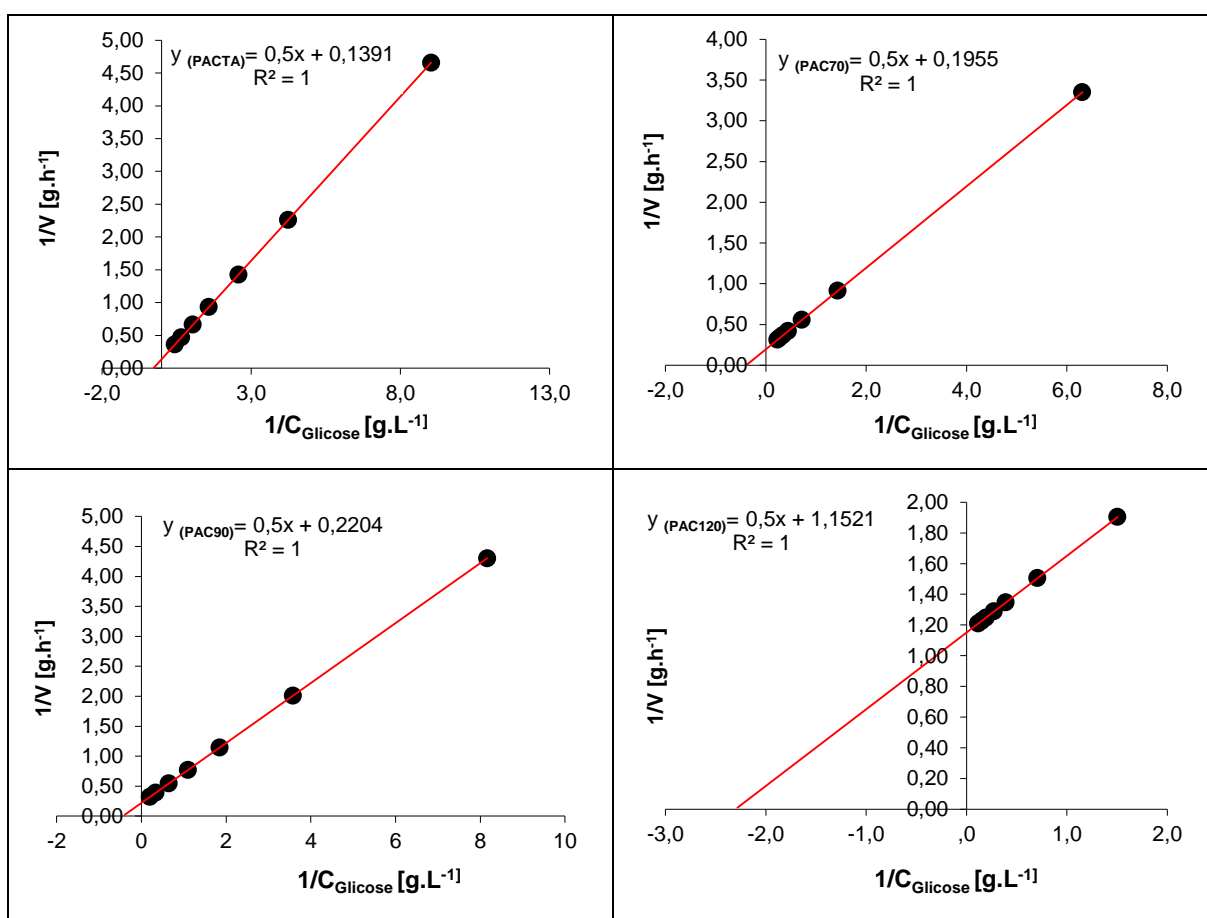 y (PACTA)= 0,5x + 0,1391
R² = 1
5,00
4,50
4,00
3,50
3,00
2,50
2,00
1,50
1,00
0,50
0,00
-2,0 3,0 8,0 13,0
1/V [g.h-1]
1/CGlicose [g.L-1]
y (PAC70)= 0,5x + 0,1955
R² = 1
4,00
3,50
3,00
2,50
2,00
1,50
1,00
0,50
0,00
-2,0 ,0 2,0 4,0 6,0 8,0
1/V [g.h-1]
1/CGlicose [g.L-1]
y (PAC90)= 0,5x + 0,2204
R² = 1
5,00
4,50
4,00
3,50
3,00
2,50
2,00
1,50
1,00
0,50
0,00
-2 0 2 4 6 8 10
1/V [g.h-1]
1/CGlicose [g.L-1]
y (PAC120)= 0,5x + 1,1521
R² = 1
2,00
1,80
1,60
1,40
1,20
1,00
0,80
0,60
0,40
0,20
0,00
-3,0 -2,0 -1,0 ,0 1,0 2,0
1/V [g.h-1]
1/CGlicose [g.L-1]